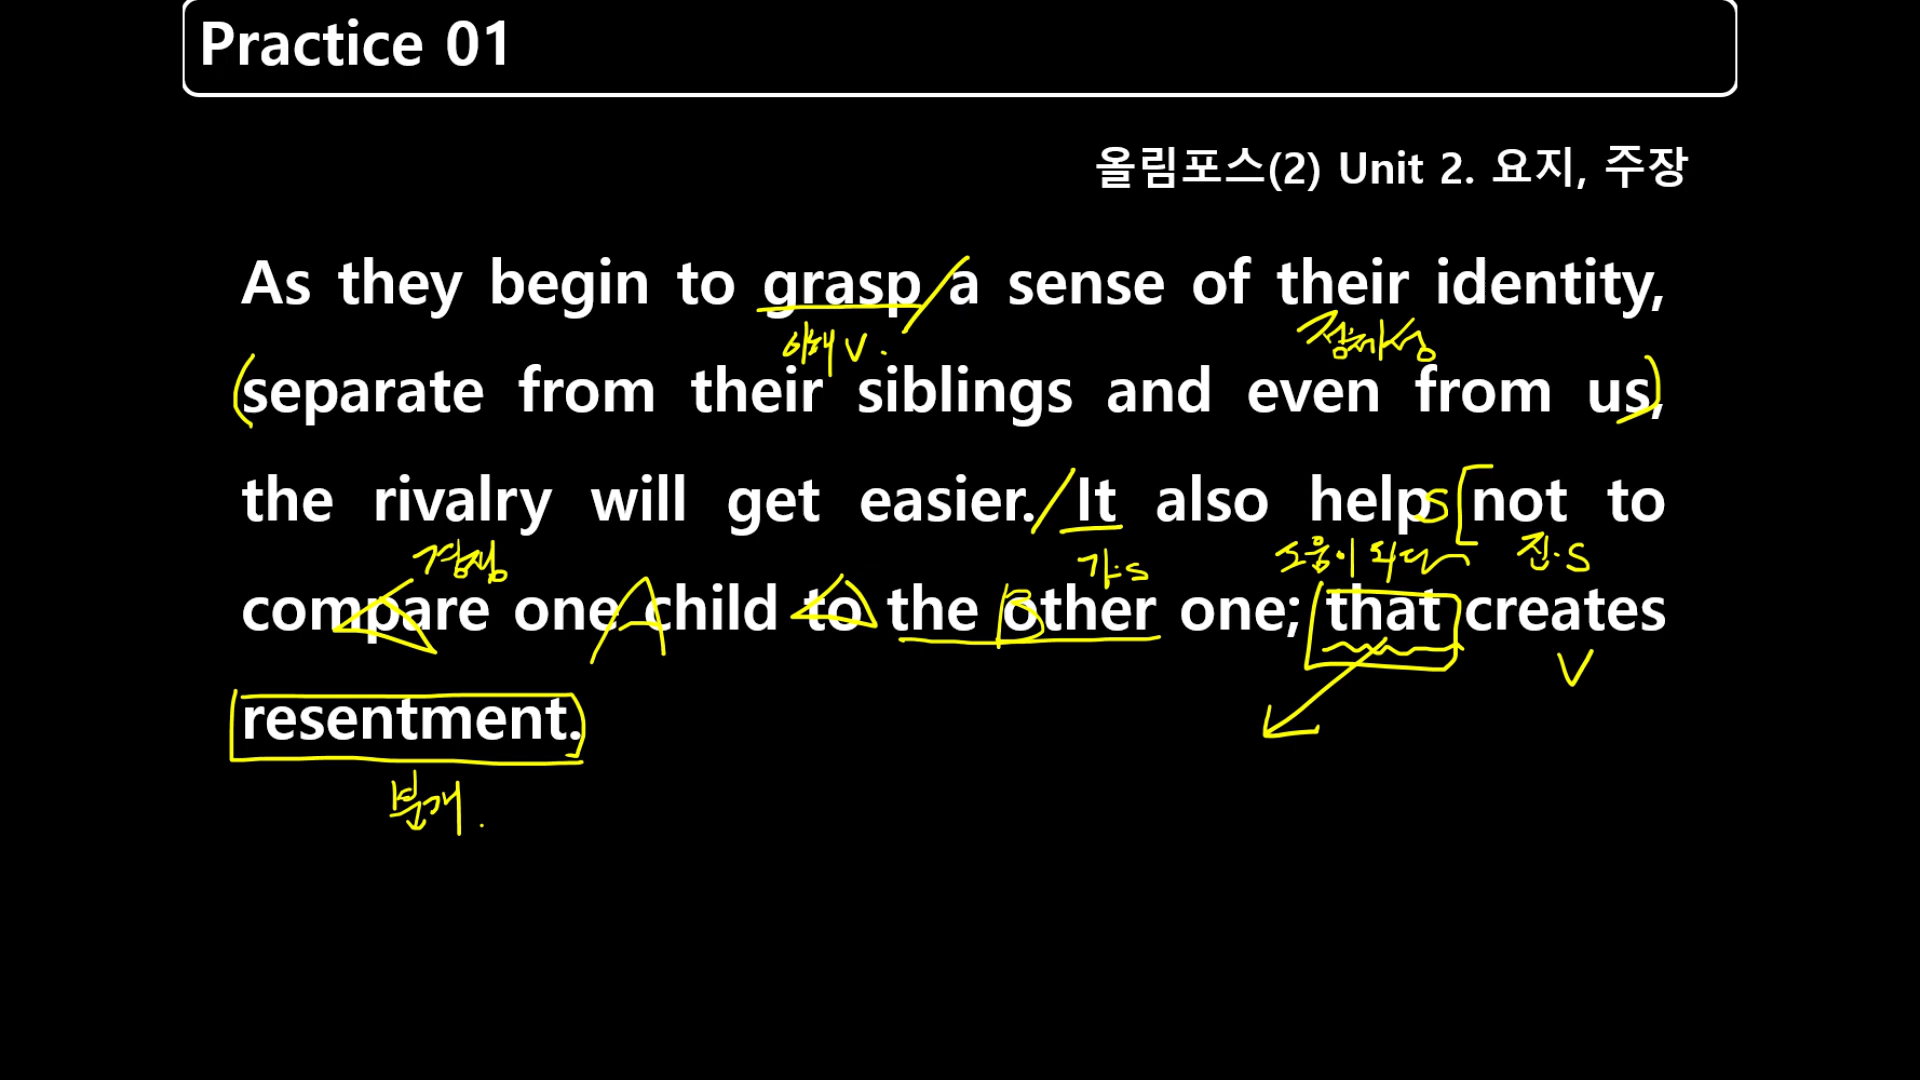 Practice 01
올림포스(2) Unit 2. 요지, 주장
As they begin to grasp a sense of their identity,
이해 V.
정체성
separate from their siblings and even from us,
the rivalry will get easier. It also helps not to
경쟁
가·S
도움이 되다
진·S
compare one child to the other one; that creates
A
B
V
resentment.
분개.